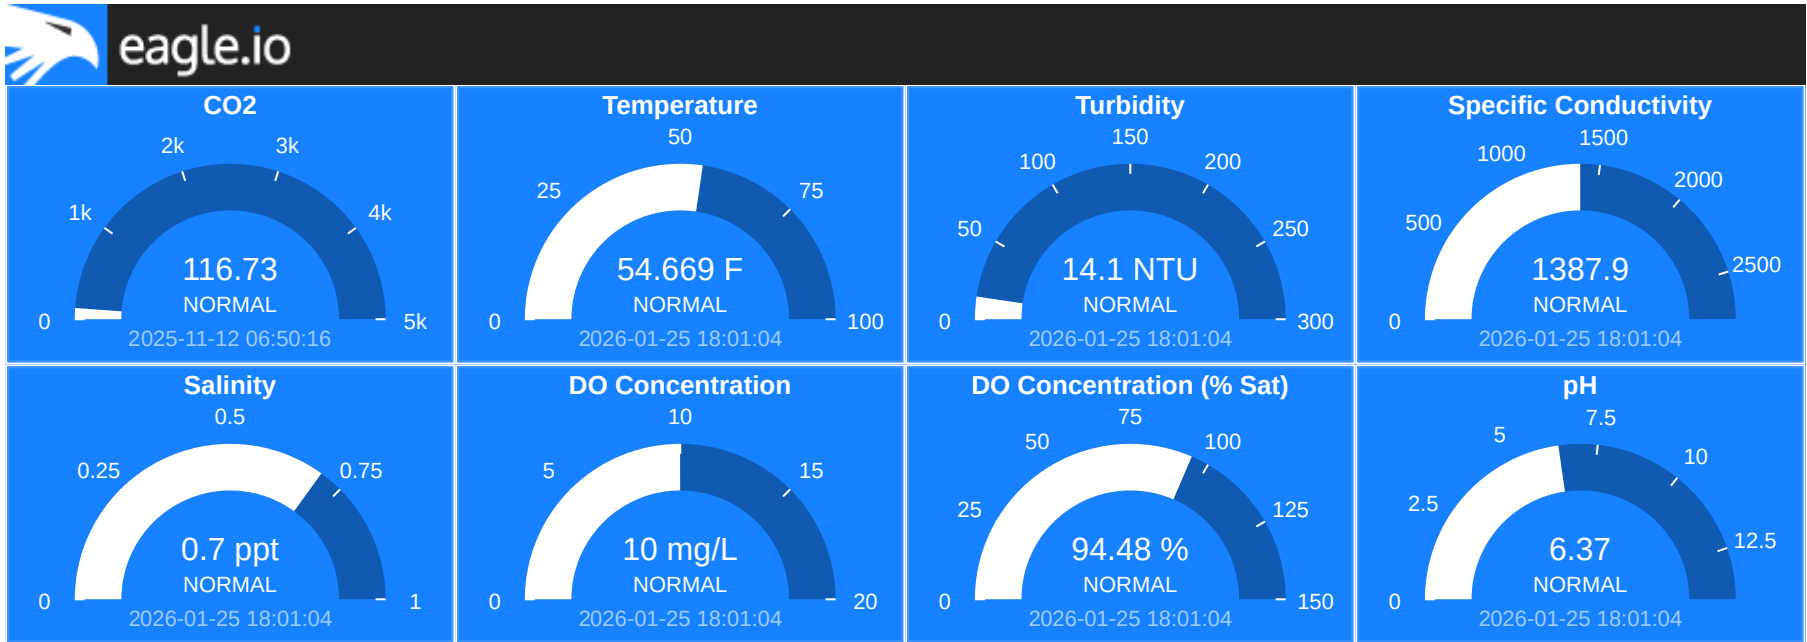 eagle.io
CO2
0
1k
2k
3k
4k
5k
116.73
NORMAL
2025-11-12 06:50:16
Temperature
0
25
50
75
100
54.669 F
NORMAL
2026-01-25 18:01:04
Turbidity
0
50
100
150
200
250
300
14.1 NTU
NORMAL
2026-01-25 18:01:04
Specific Conductivity
0
500
1000
1500
2000
2500
1387.9
NORMAL
2026-01-25 18:01:04
Salinity
0
0.25
0.5
0.75
1
0.7 ppt
NORMAL
2026-01-25 18:01:04
DO Concentration
0
5
10
15
20
10 mg/L
NORMAL
2026-01-25 18:01:04
DO Concentration (% Sat)
0
25
50
75
100
125
150
94.48 %
NORMAL
2026-01-25 18:01:04
pH
0
2.5
5
7.5
10
12.5
6.37
NORMAL
2026-01-25 18:01:04